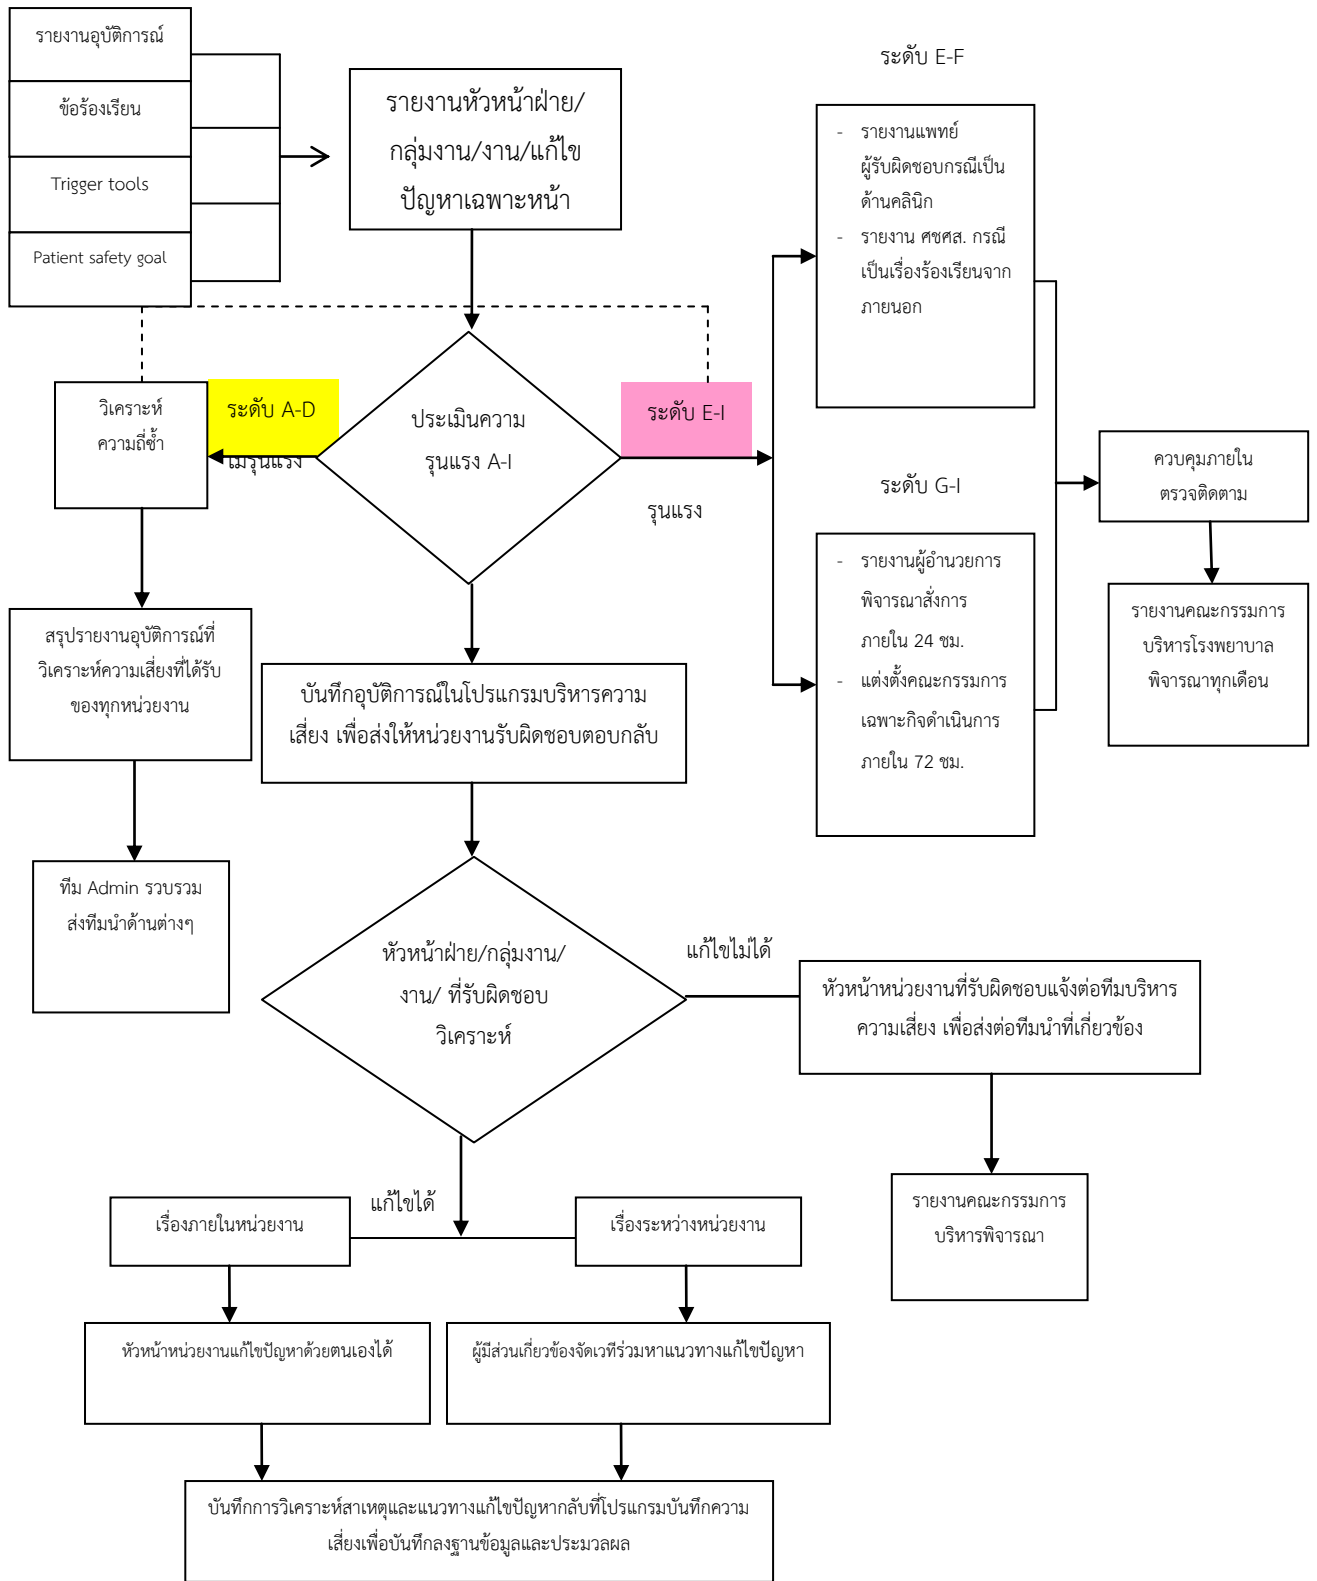 รายงานอุบัติการณ์
ข้อร้องเรียน
Trigger tools
Patient safety goal
รายงานหัวหน้าฝ่าย/
กลุ่มงาน/งาน/แก้ไข
ปัญหาเฉพาะหน้า
ระดับ E-F
- รายงานแพทย์
ผู้รับผิดชอบกรณีเป็น
ด้านคลินิก
- รายงาน ศชศส. กรณี
เป็นเรื่องร้องเรียนจาก
ภายนอก
วิเคราะห์
ความถี่ซ้ำ
ระดับ A-D
ไม่รุนแรง
ประเมินความ
รุนแรง A-I
ระดับ E-I
รุนแรง
ระดับ G-I
- รายงานผู้อำนวยการ
พิจารณาสั่งการ
ภายใน 24 ชม.
- แต่งตั้งคณะกรรมการ
เฉพาะกิจดำเนินการ
ภายใน 72 ชม.
ควบคุมภายใน
ตรวจติดตาม
รายงานคณะกรรมการ
บริหารโรงพยาบาล
พิจารณาทุกเดือน
สรุปรายงานอุบัติการณ์ที่
วิเคราะห์ความเสี่ยงที่ได้รับ
ของทุกหน่วยงาน
บันทึกอุบัติการณ์ในโปรแกรมบริหารความ
เสี่ยง เพื่อส่งให้หน่วยงานรับผิดชอบตอบกลับ
ทีม Admin รวบรวม
ส่งทีมนำด้านต่างๆ
หัวหน้าฝ่าย/กลุ่มงาน/
งาน/ ที่รับผิดชอบ
วิเคราะห์
แก้ไขไม่ได้
หัวหน้าหน่วยงานที่รับผิดชอบแจ้งต่อทีมบริหาร
ความเสี่ยง เพื่อส่งต่อทีมนำที่เกี่ยวข้อง
รายงานคณะกรรมการ
บริหารพิจารณา
แก้ไขได้
เรื่องภายในหน่วยงาน
เรื่องระหว่างหน่วยงาน
หัวหน้าหน่วยงานแก้ไขปัญหาด้วยตนเองได้
ผู้มีส่วนเกี่ยวข้องจัดเวทีร่วมหาแนวทางแก้ไขปัญหา
บันทึกการวิเคราะห์สาเหตุและแนวทางแก้ไขปัญหากลับที่โปรแกรมบันทึกความ
เสี่ยงเพื่อบันทึกลงฐานข้อมูลและประมวลผล